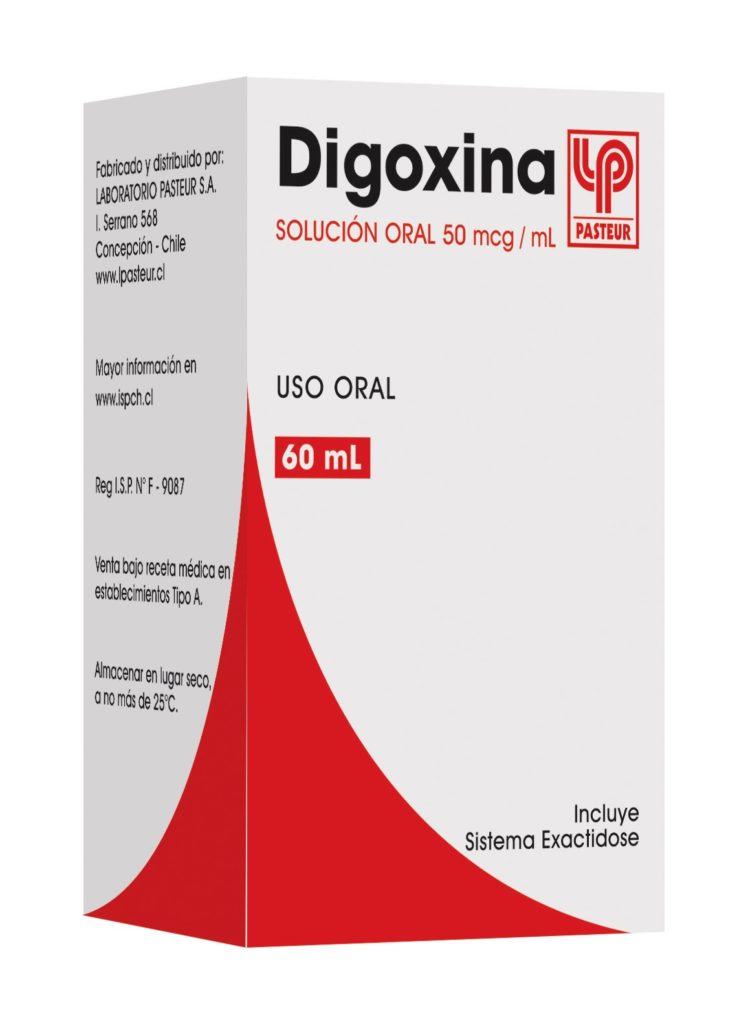 Fabricado y distribuido por:
LABORATORIO PASTEUR S.A.
I. Serrano 568
Concepción - Chile
www.lpasteur.cl
Mayor información en
www.ispch.cl
Reg I.S.P. N° F - 9087
Venta bajo receta médica en
establecimientos Tipo A.
Almacenar en lugar seco,
a no más de 25°C.
Digoxina
LP
PASTEUR
SOLUCIÓN ORAL 50 mcg / mL
USO ORAL
60 mL
Incluye
Sistema Exactidose